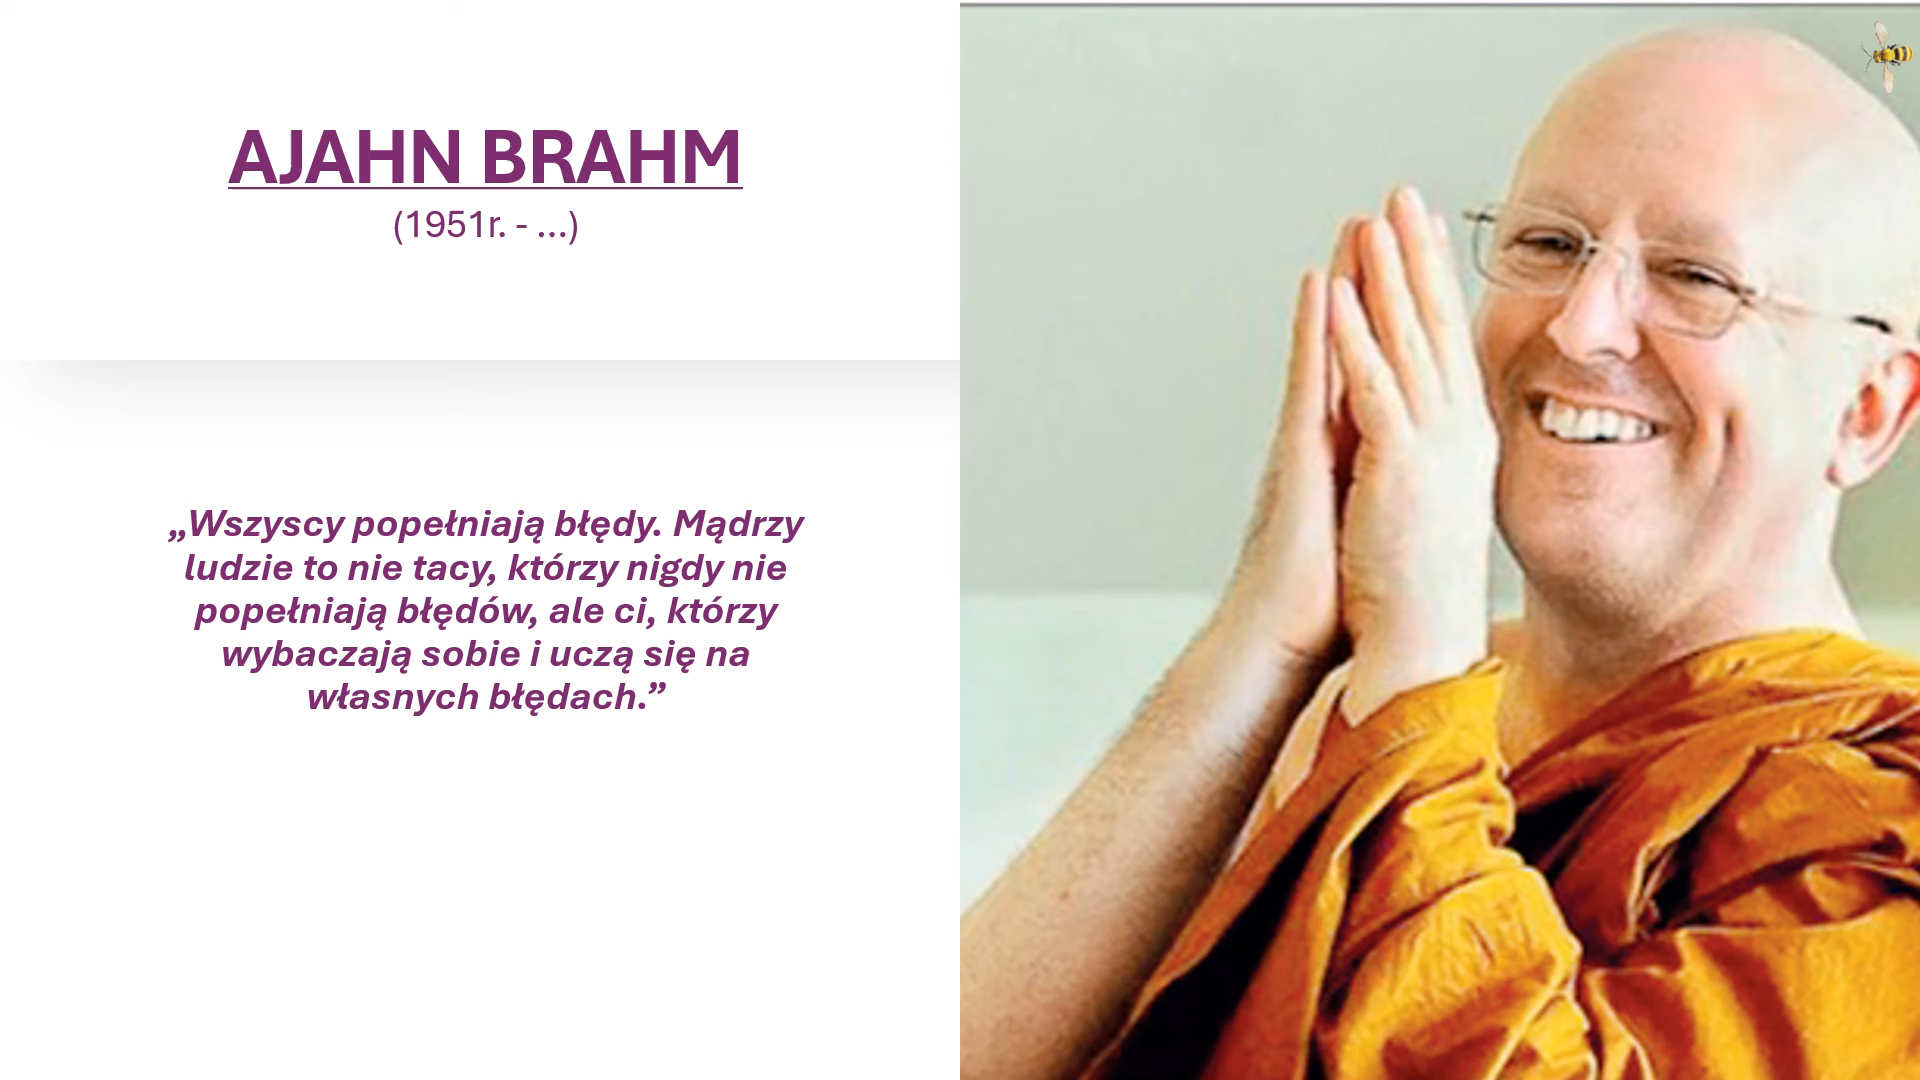 AJAHN BRAHM
(1951r. - ...)
„Wszyscy popełniają błędy. Mądrzy
ludzie to nie tacy, którzy nigdy nie
popełniają błędów, ale ci, którzy
wybaczają sobie i uczą się na
własnych błędach.”